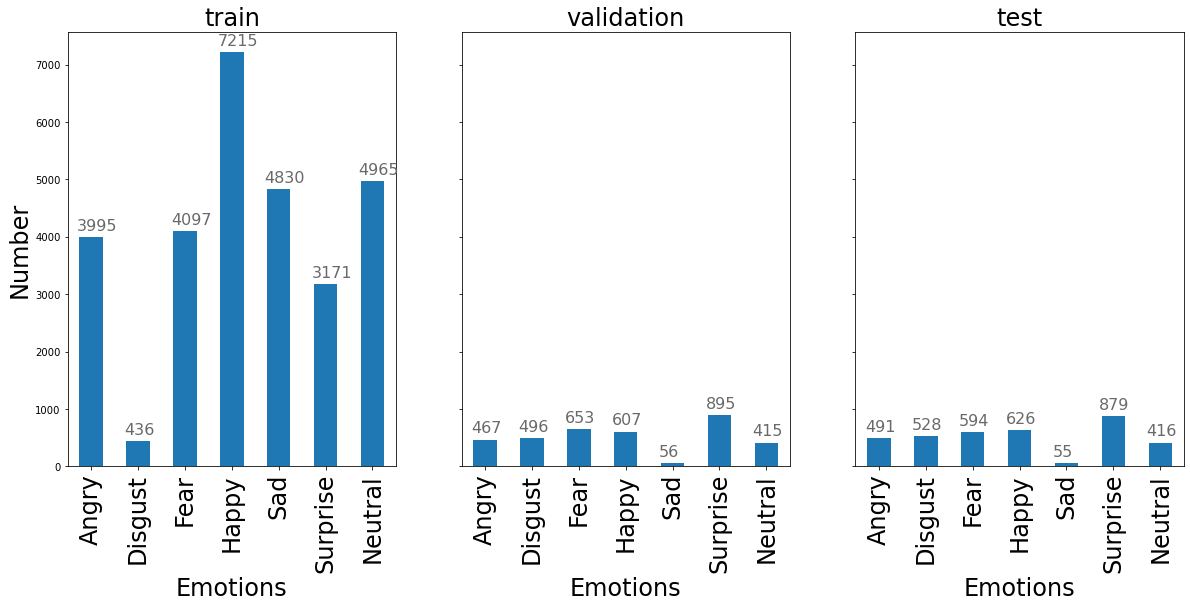 train
validation
test
7215
4965
4830
4097
3995
3171
436
895
653
607
496
467
415
56
879
626
594
528
491
416
55
7000
6000
5000
4000
3000
2000
1000
0
Number
Angry
Disgust
Fear
Happy
Sad
Surprise
Neutral
Angry
Disgust
Fear
Happy
Sad
Surprise
Neutral
Angry
Disgust
Fear
Happy
Sad
Surprise
Neutral
Emotions
Emotions
Emotions